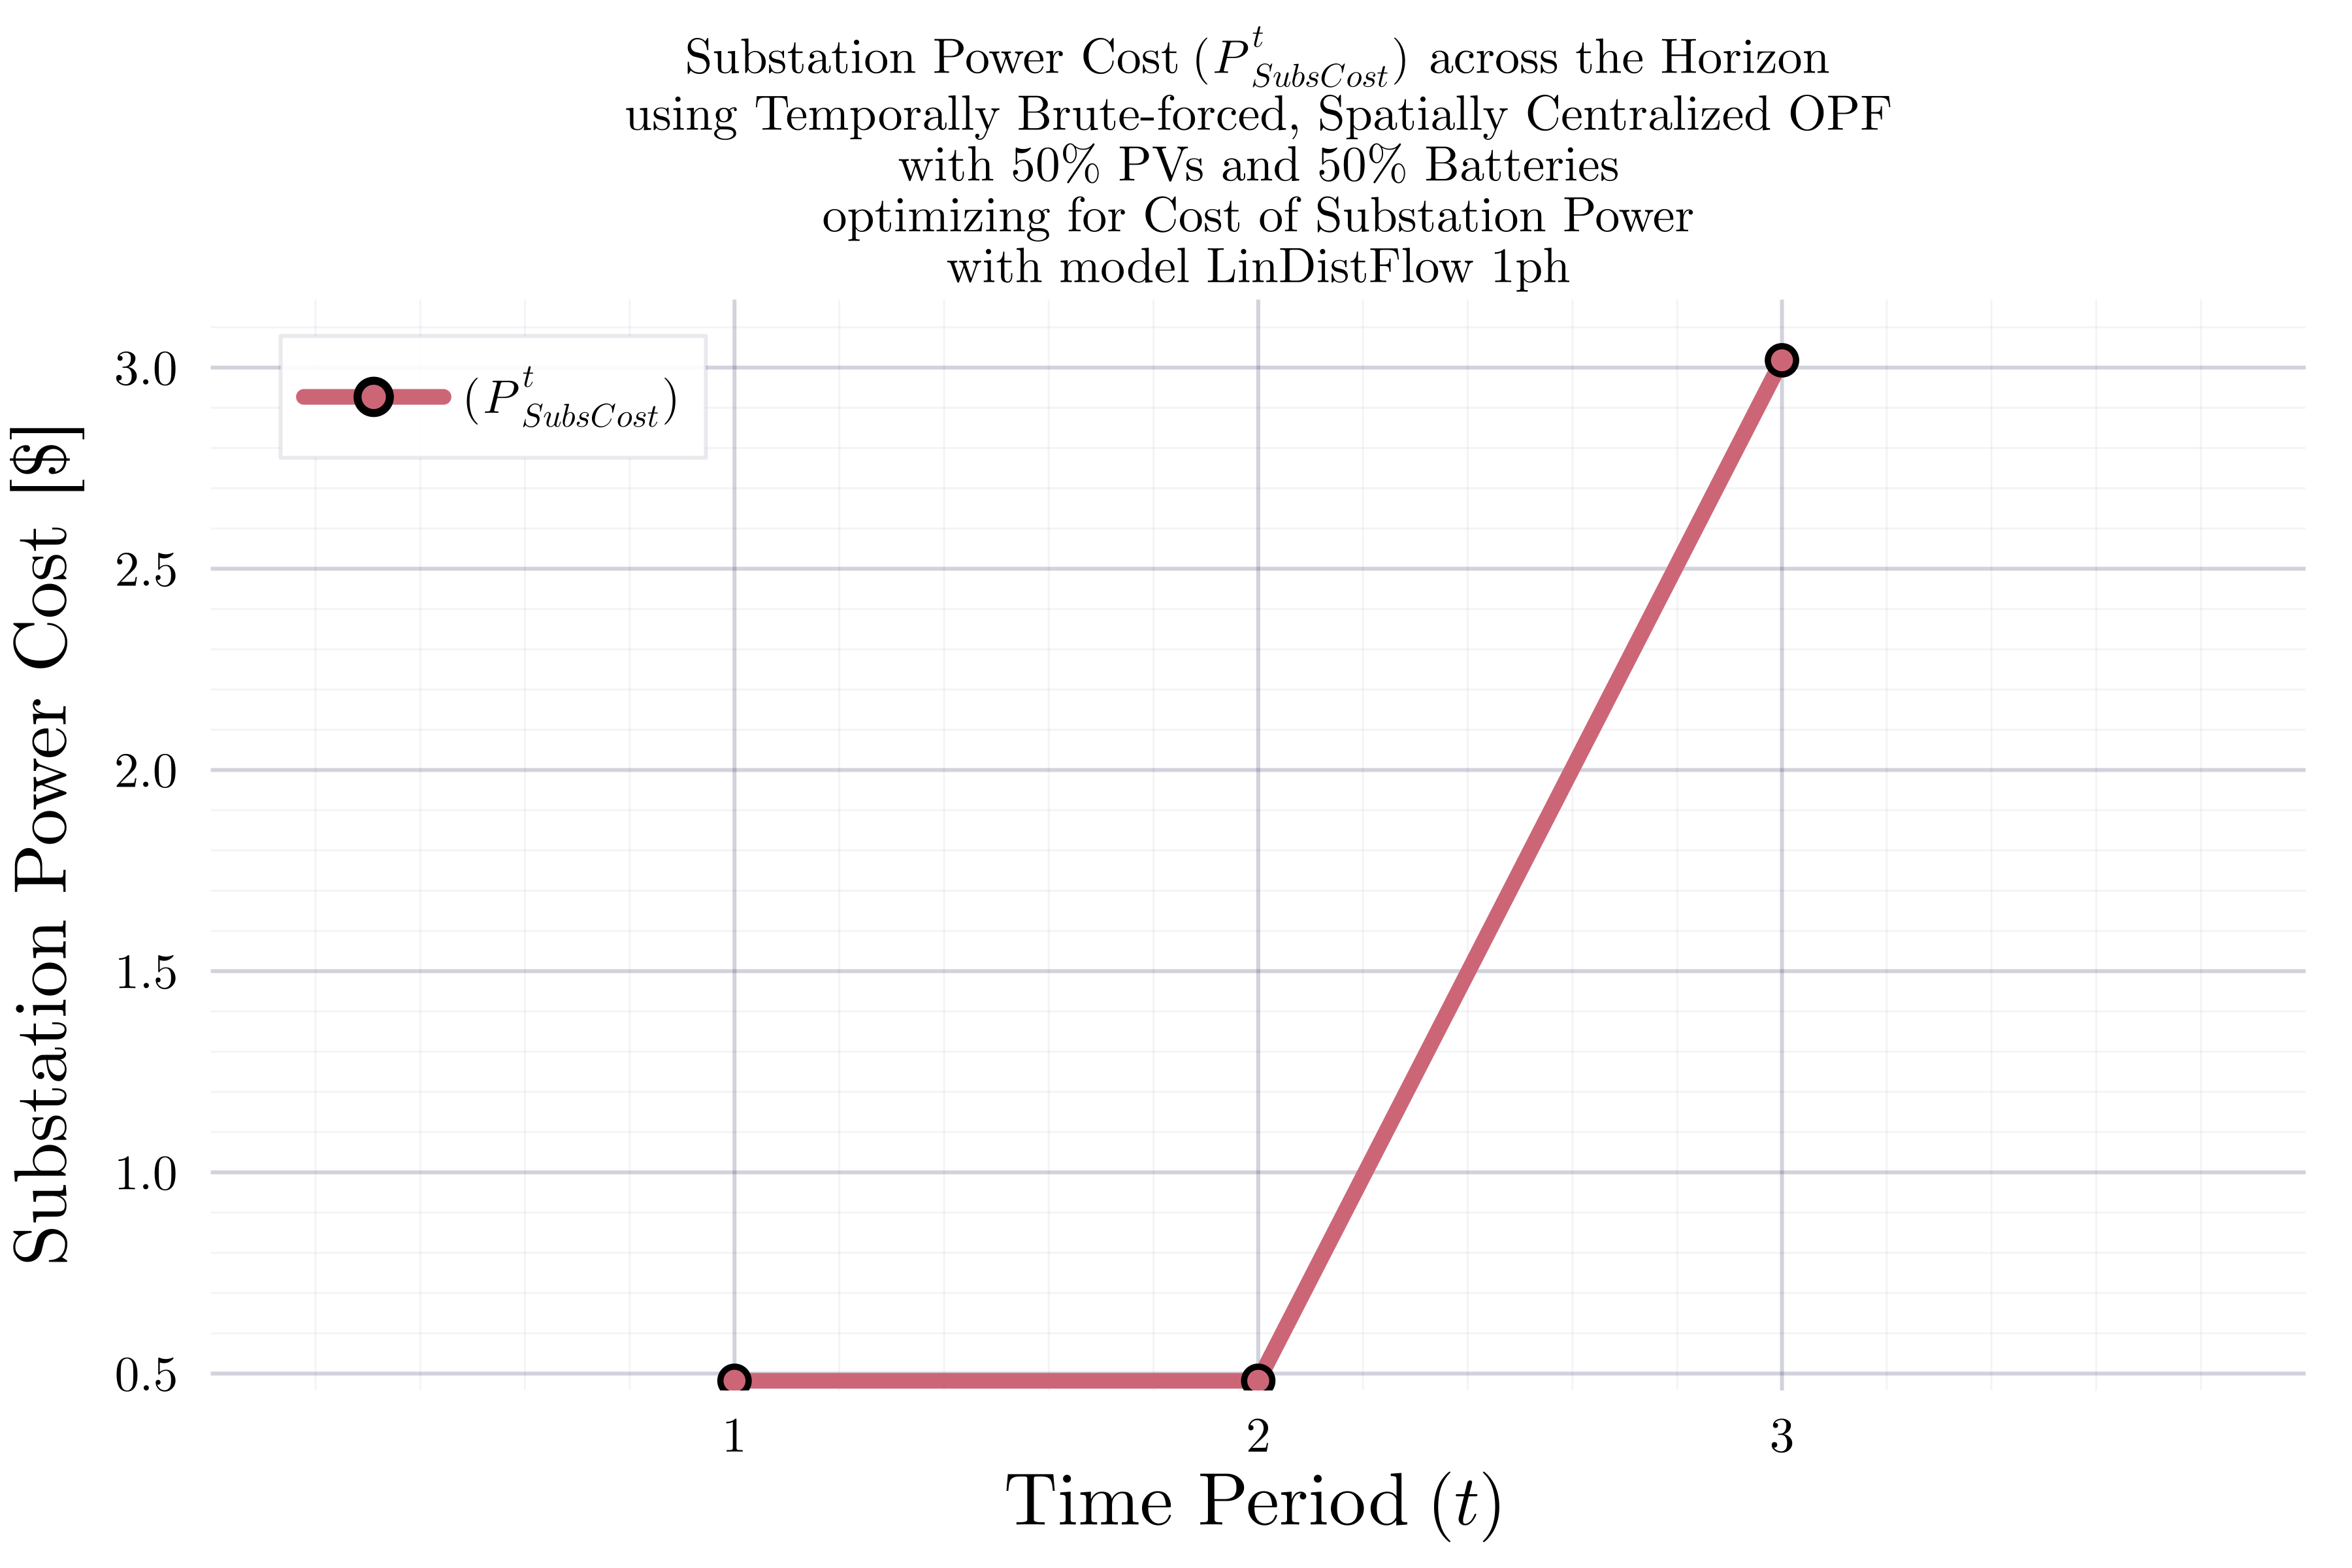 Substation Power Cost (P^t_{SubsCost}) across the Horizon
using Temporally Brute-forced, Spatially Centralized OPF
with 50% PVs and 50% Batteries
optimizing for Cost of Substation Power
with model LinDistFlow 1ph
(P^t_{SubsCost})
Substation Power Cost [$]
3.0
2.5
2.0
1.5
1.0
0.5
1 2 3
Time Period (t)